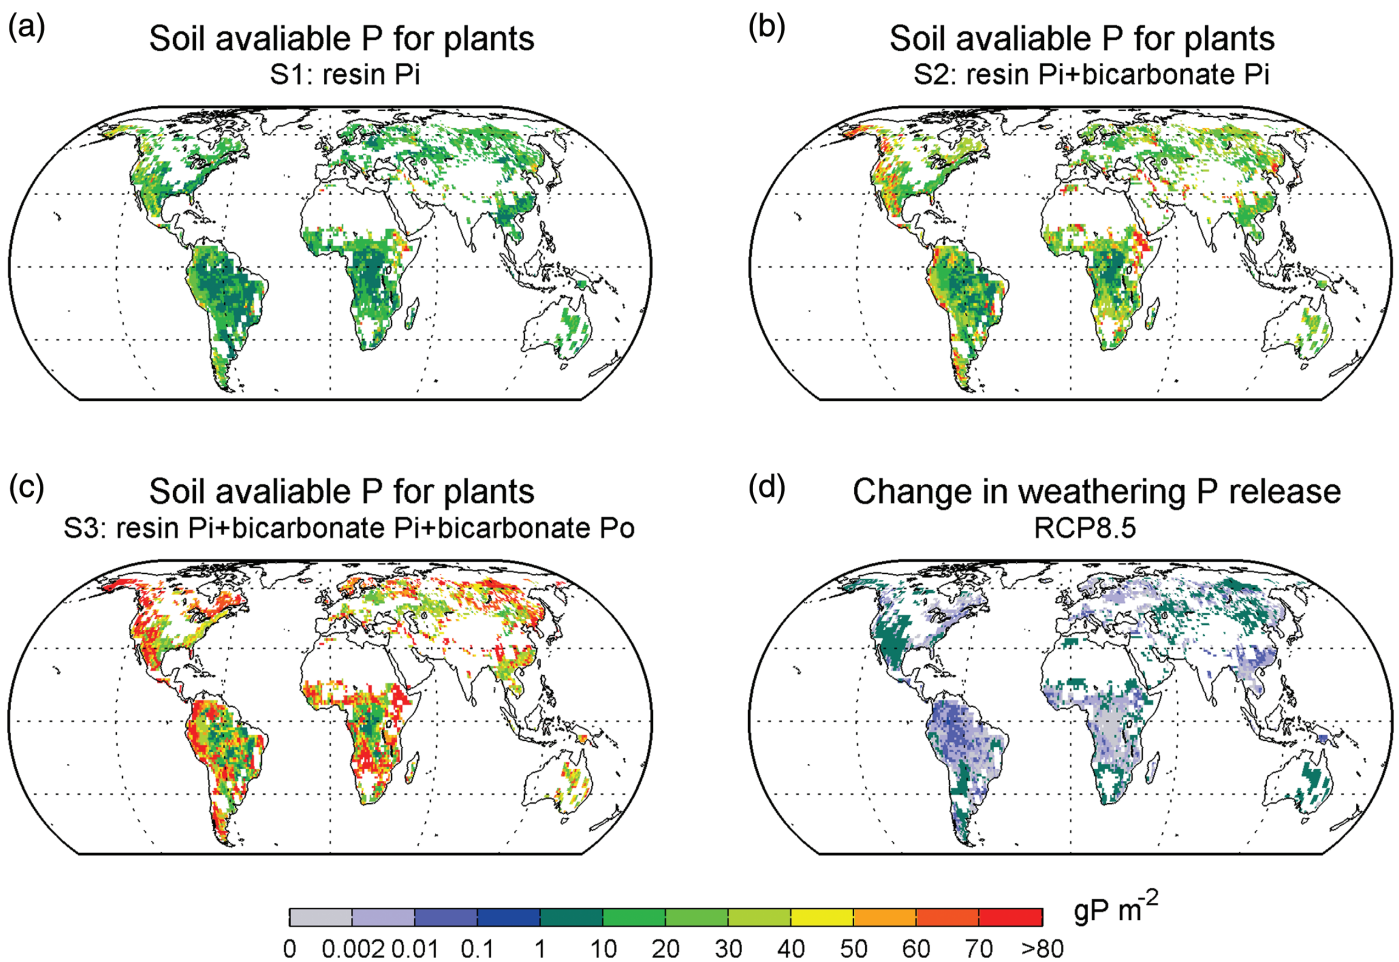 (a)
Soil avaliable P for plants
S1: resin Pi
(b)
Soil avaliable P for plants
S2: resin Pi+bicarbonate Pi
(c)
Soil avaliable P for plants
S3: resin Pi+bicarbonate Pi+bicarbonate Po
(d)
Change in weathering P release
RCP8.5
gP m-2
0 0.002 0.01 0.1 1 10 20 30 40 50 60 70 >80